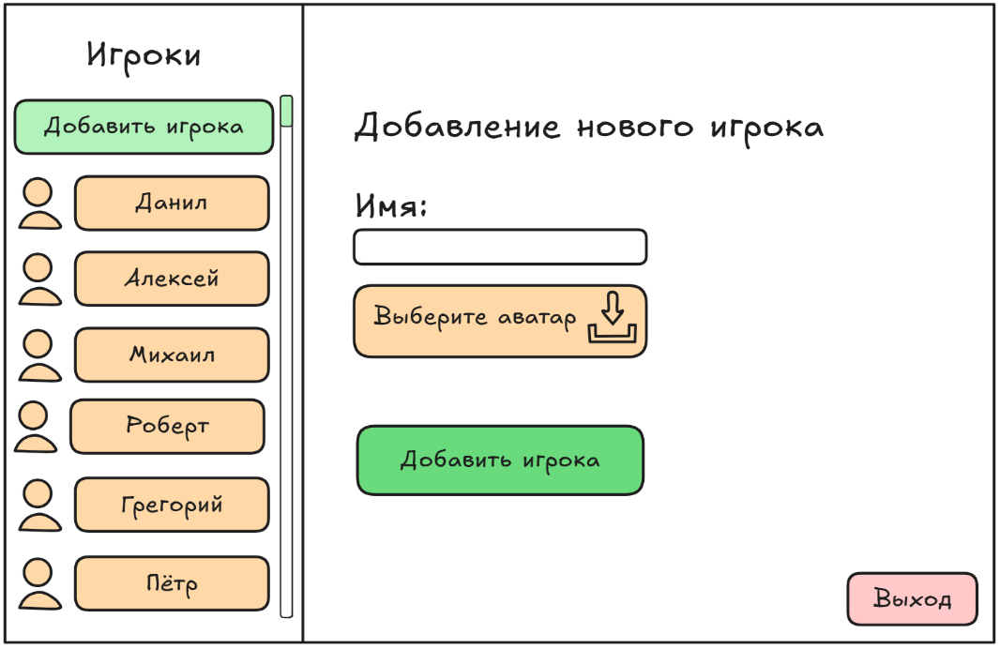 Игроки
Добавить игрока
Данил
Алексей
Михаил
Роберт
Грегорий
Пётр
Добавление нового игрока
Имя:
Выберите аватар
Добавить игрока
Выход